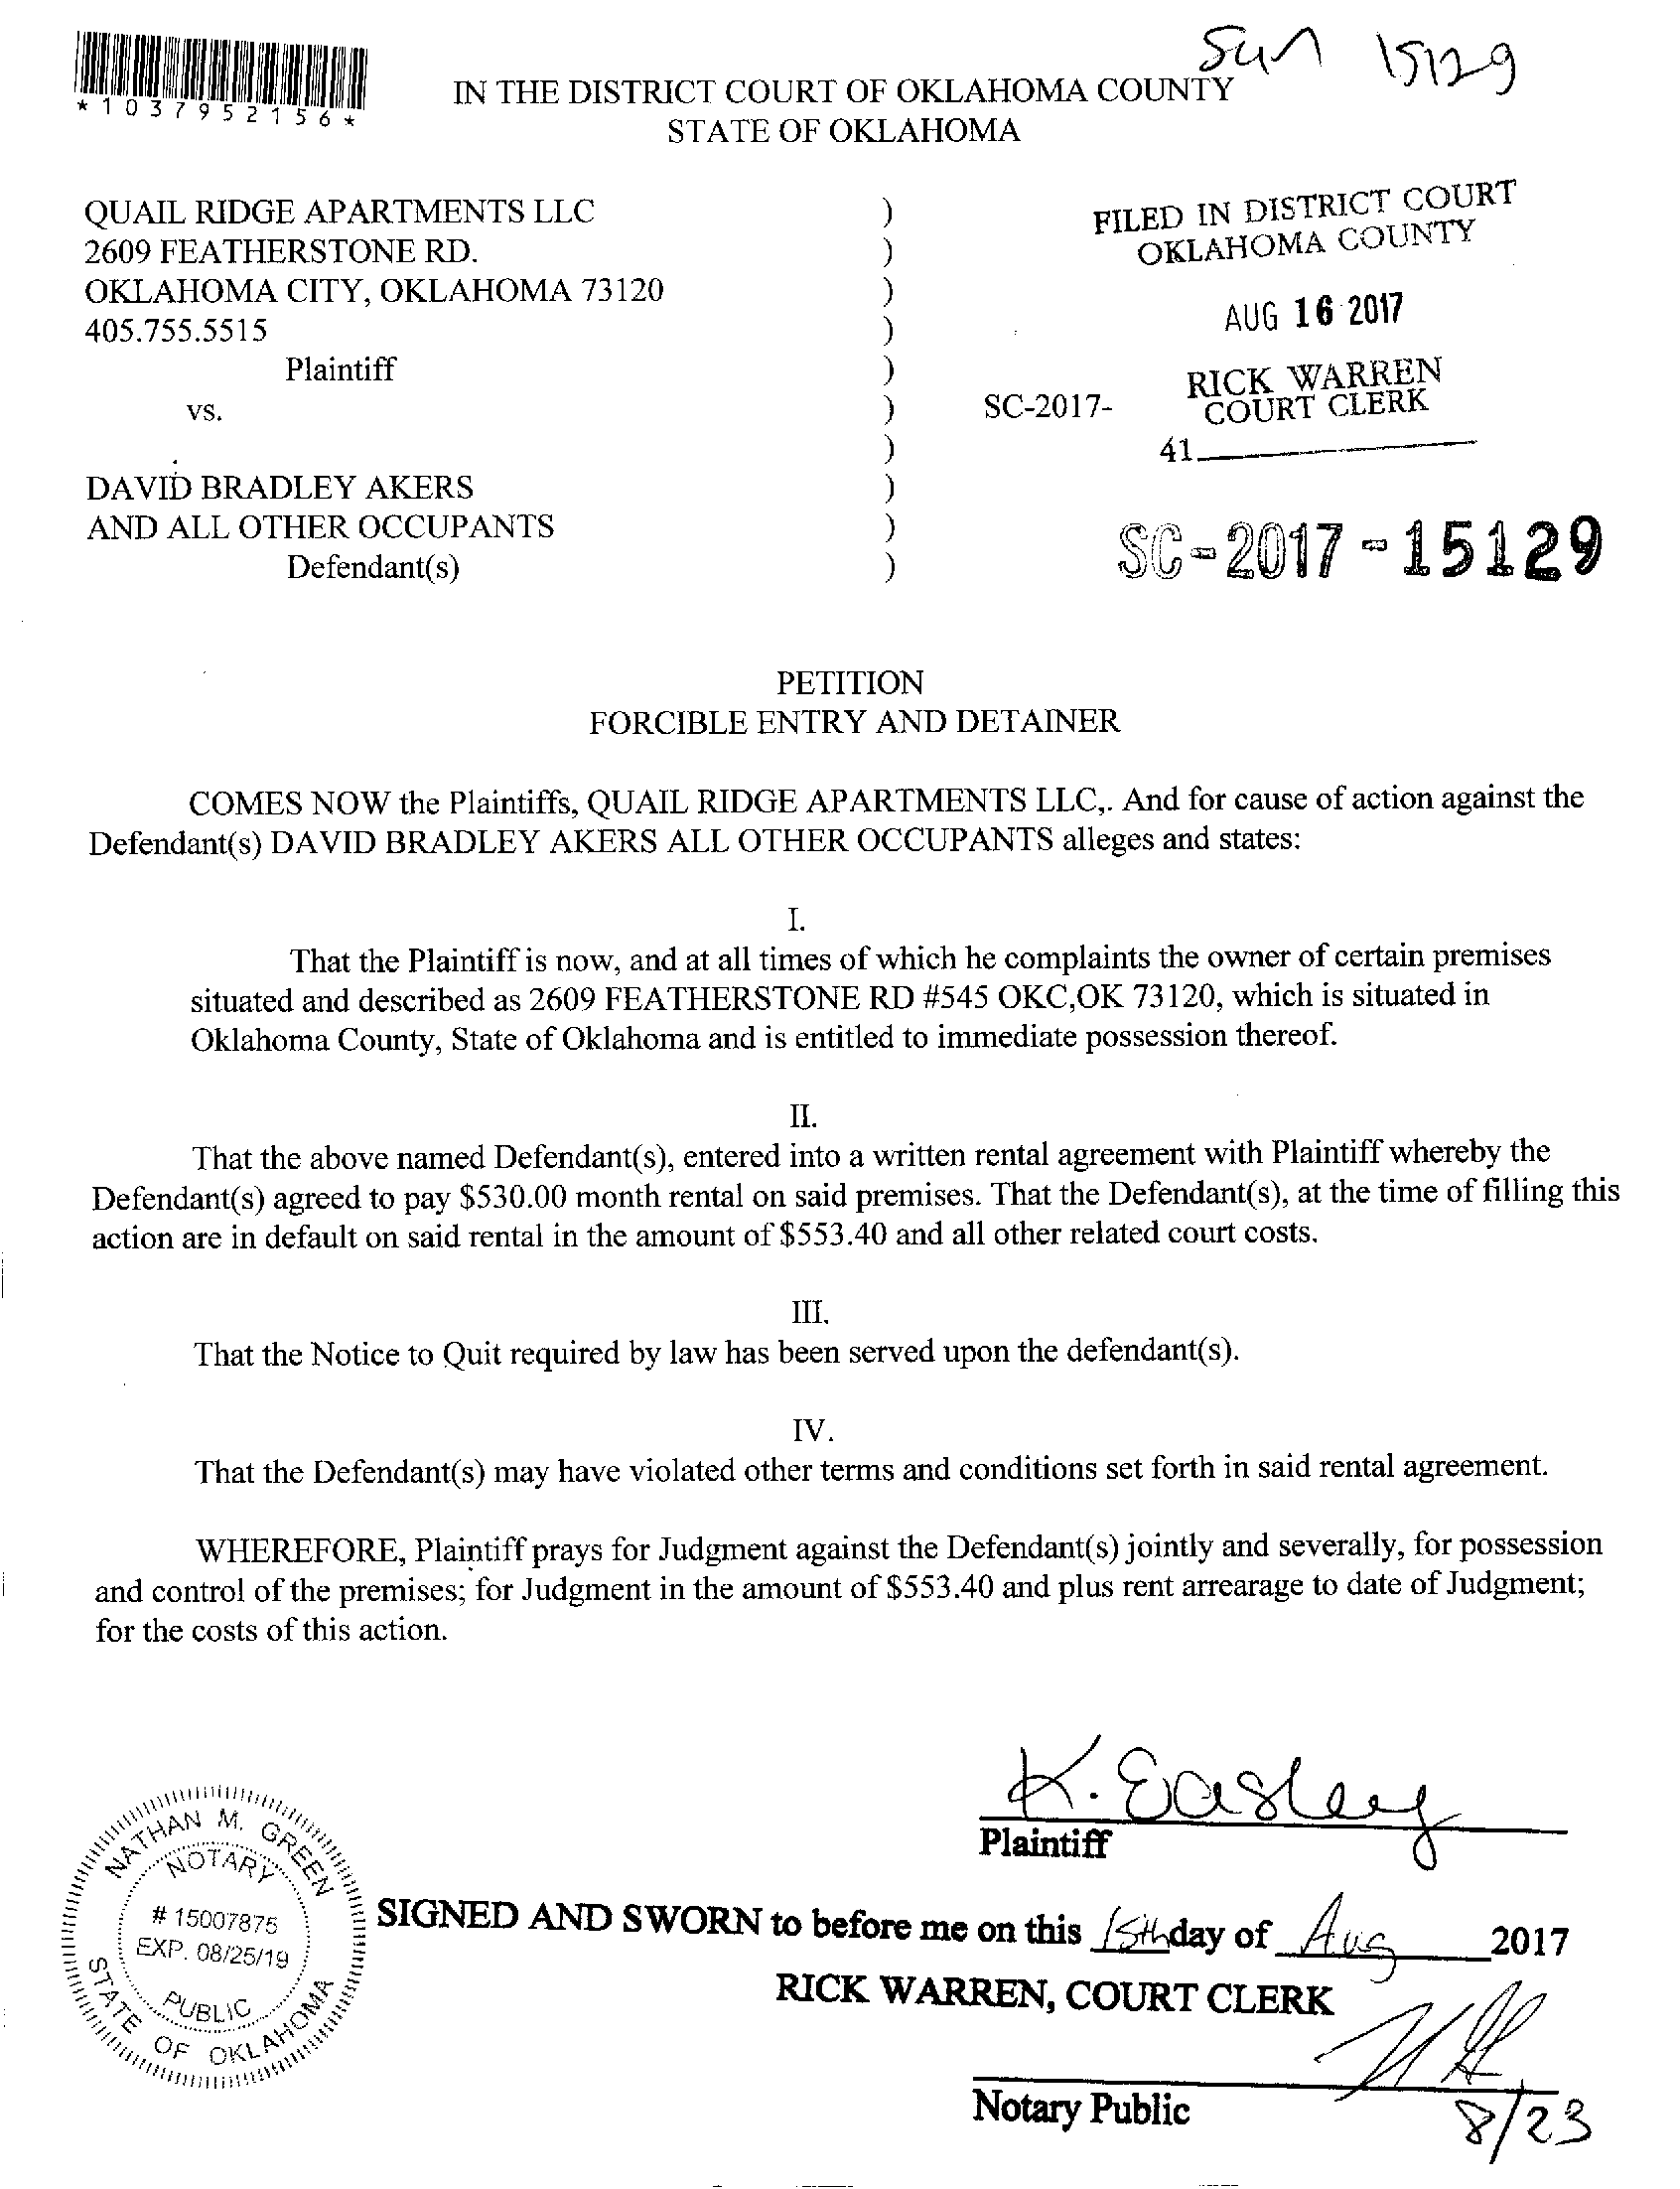 Sun 15129
*1037952156*
IN THE DISTRICT COURT OF OKLAHOMA COUNTY
STATE OF OKLAHOMA
QUAIL RIDGE APARTMENTS LLC )
2609 FEATHERSTONE RD. )
OKLAHOMA CITY, OKLAHOMA 73120 )
405.755.5515 )
Plaintiff )
vs. ) SC-2017-
)
DAVID BRADLEY AKERS )
AND ALL OTHER OCCUPANTS )
Defendant(s) )
FILED IN DISTRICT COURT
OKLAHOMA COUNTY
AUG 16 2017
RICK WARREN
COURT CLERK
41
SC-2017-15129
PETITION
FORCIBLE ENTRY AND DETAINER
COMES NOW the Plaintiffs, QUAIL RIDGE APARTMENTS LLC,. And for cause of action against the
Defendant(s) DAVID BRADLEY AKERS ALL OTHER OCCUPANTS alleges and states:
I.
That the Plaintiff is now, and at all times of which he complaints the owner of certain premises
situated and described as 2609 FEATHERSTONE RD #545 OKC,OK 73120, which is situated in
Oklahoma County, State of Oklahoma and is entitled to immediate possession thereof.
II.
That the above named Defendant(s), entered into a written rental agreement with Plaintiff whereby the
Defendant(s) agreed to pay $530.00 month rental on said premises. That the Defendant(s), at the time of filling this
action are in default on said rental in the amount of $553.40 and all other related court costs.
III.
That the Notice to Quit required by law has been served upon the defendant(s).
IV.
That the Defendant(s) may have violated other terms and conditions set forth in said rental agreement.
WHEREFORE, Plaintiff prays for Judgment against the Defendant(s) jointly and severally, for possession
and control of the premises; for Judgment in the amount of $553.40 and plus rent arrearage to date of Judgment;
for the costs of this action.
K. Easley
Plaintiff
NATHAN M. GREEN
NOTARY
# 15007875
EXP. 08/25/19
PUBLIC
STATE OF OKLAHOMA
SIGNED AND SWORN to before me on this 15th day of Aug 2017
RICK WARREN, COURT CLERK
Notary Public
8/23